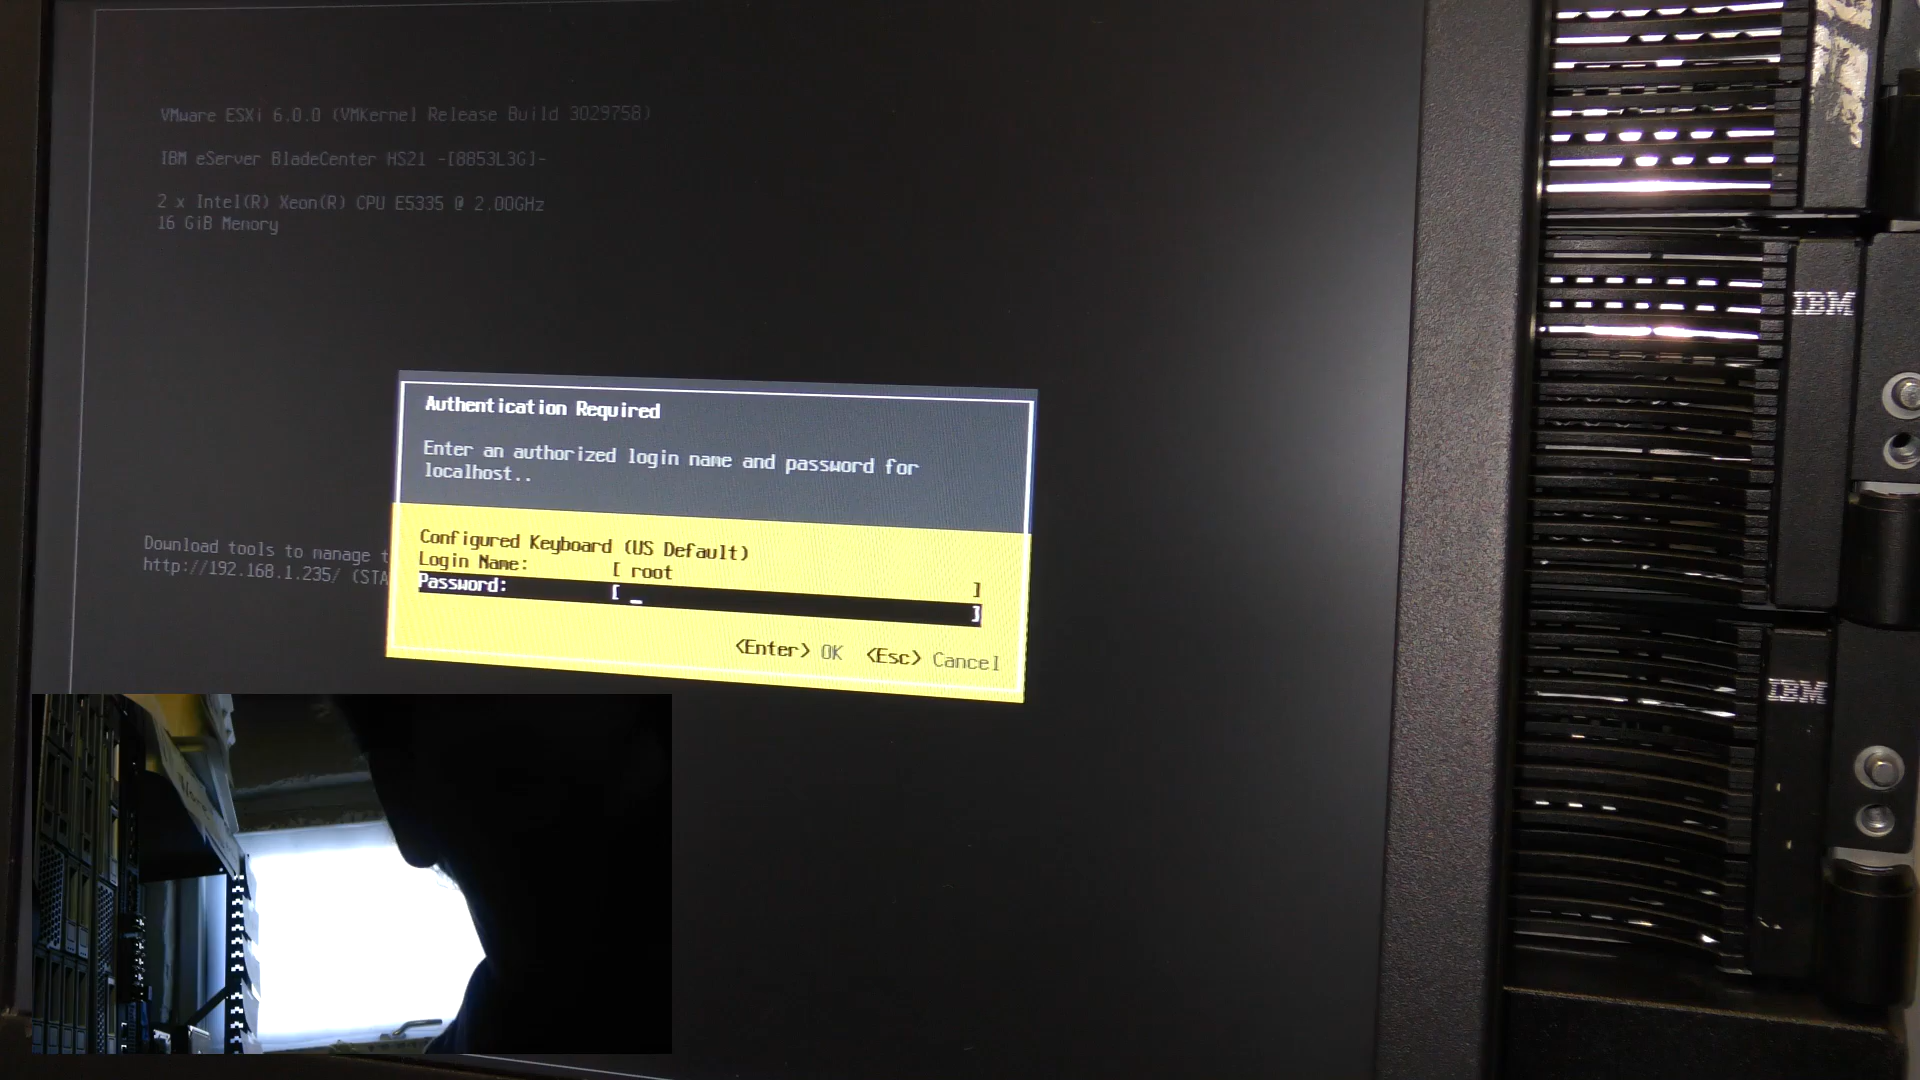 VMware ESXi 6.0.0 (VMKernel Release Build 3029758)
IBM eServer BladeCenter HS21 -[8853L3G]-
2 x Intel(R) Xeon(R) CPU E5335 @ 2.00GHz
16 GiB Memory
Authentication Required
Enter an authorized login name and password for
localhost..
Configured Keyboard (US Default)
Login Name: [ root ]
Password: [ _ ]
<Enter> OK <Esc> Cancel
Download tools to manage t
http://192.168.1.235/ (STA
IBM
IBM